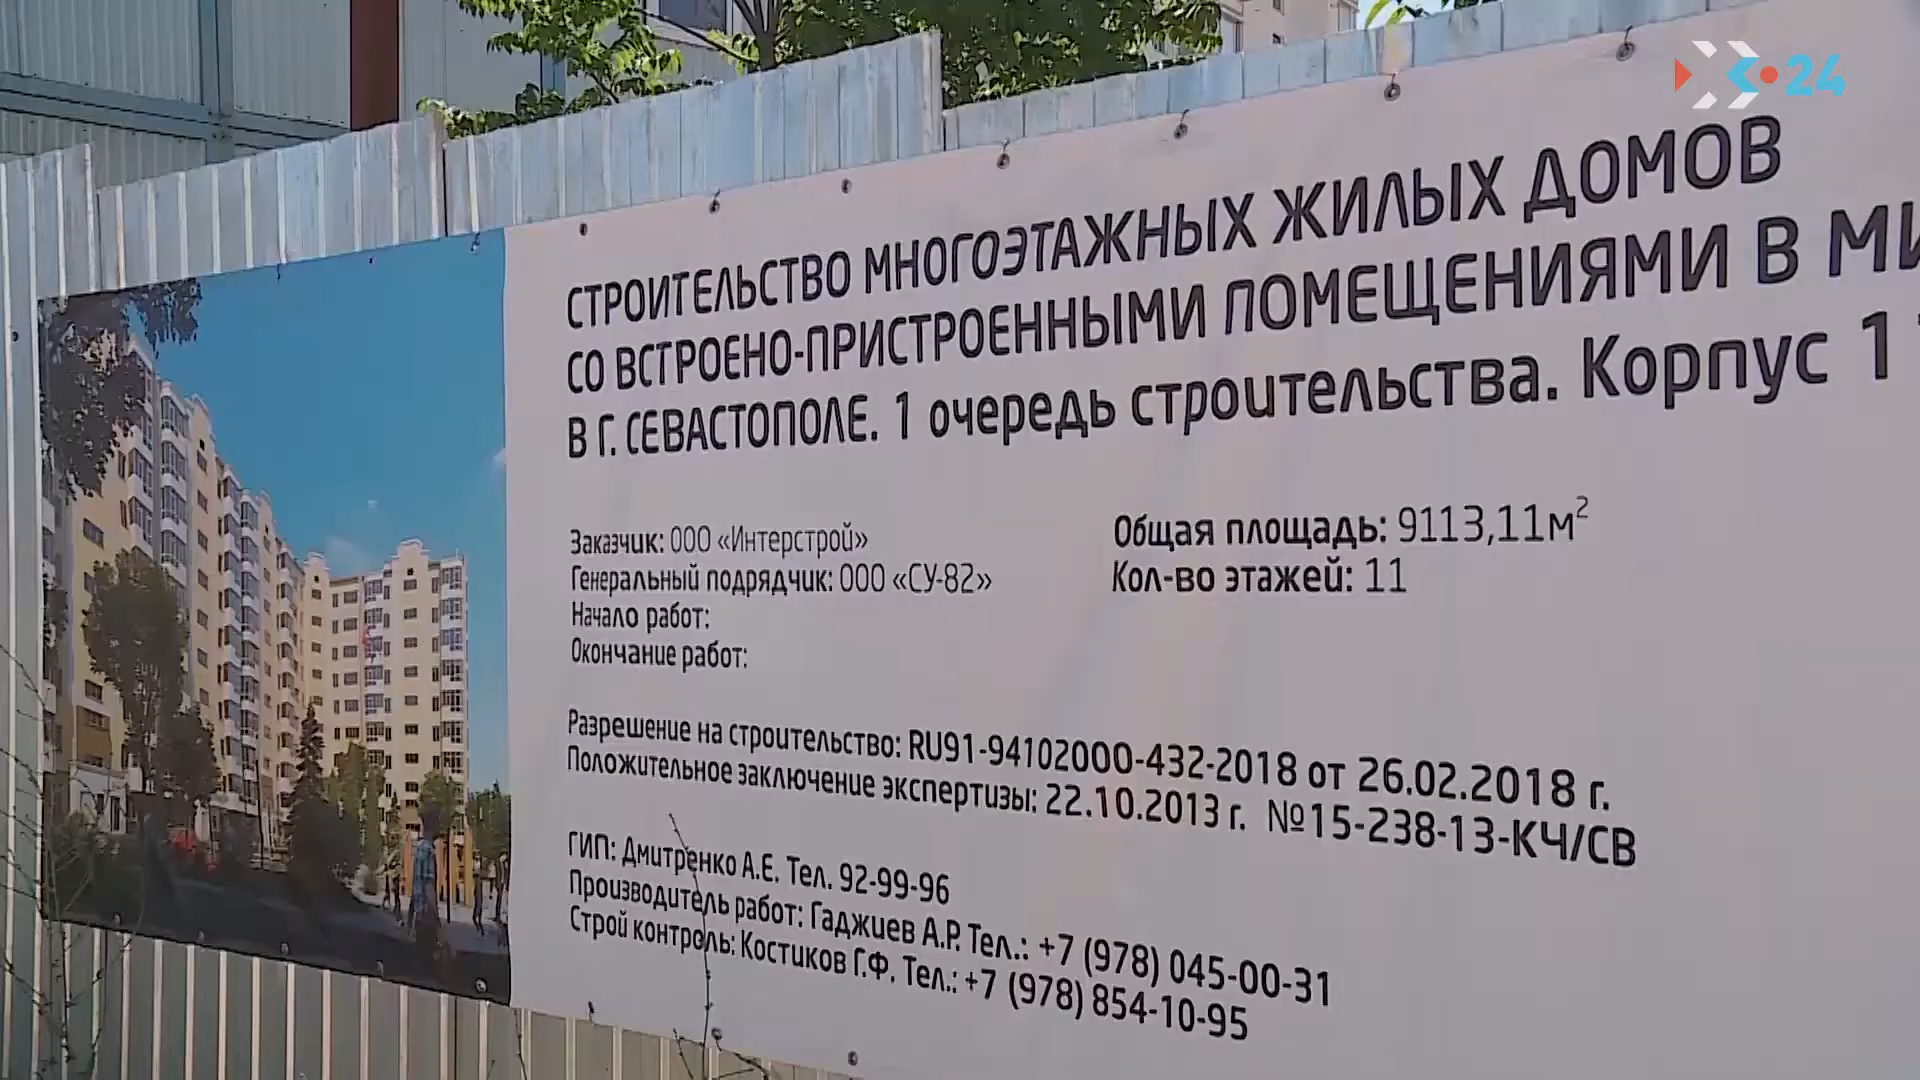 24
СТРОИТЕЛЬСТВО МНОГОЭТАЖНЫХ ЖИЛЫХ ДОМОВ
СО ВСТРОЕНО-ПРИСТРОЕННЫМИ ПОМЕЩЕНИЯМИ В
В Г. СЕВАСТОПОЛЕ. 1 очередь строительства. Корпус 1
Заказчик: ООО «Интерстрой»
Генеральный подрядчик: ООО «СУ-82»
Начало работ:
Окончание работ:
Общая площадь: 9113,11м²
Кол-во этажей: 11
Разрешение на строительство: RU91-94102000-432-2018 от 26.02.2018 г.
Положительное заключение экспертизы: 22.10.2013 г. №15-238-13-КЧ/СВ
ГИП: Дмитренко А.Е. Тел. 92-99-96
Производитель работ: Гаджиев А.Р. Тел.: +7 (978) 045-00-31
Строй контроль: Костиков Г.Ф. Тел.: +7 (978) 854-10-95